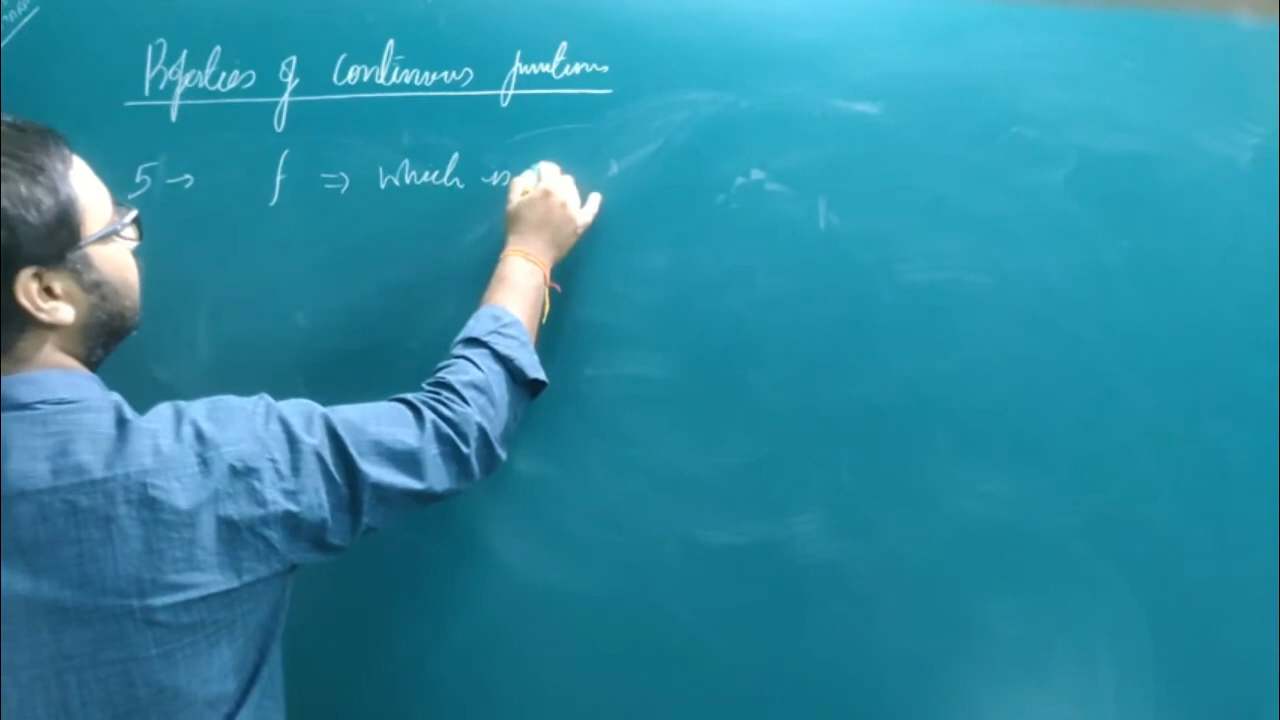 Properties of continuous functions
5 → f ⇒ which is